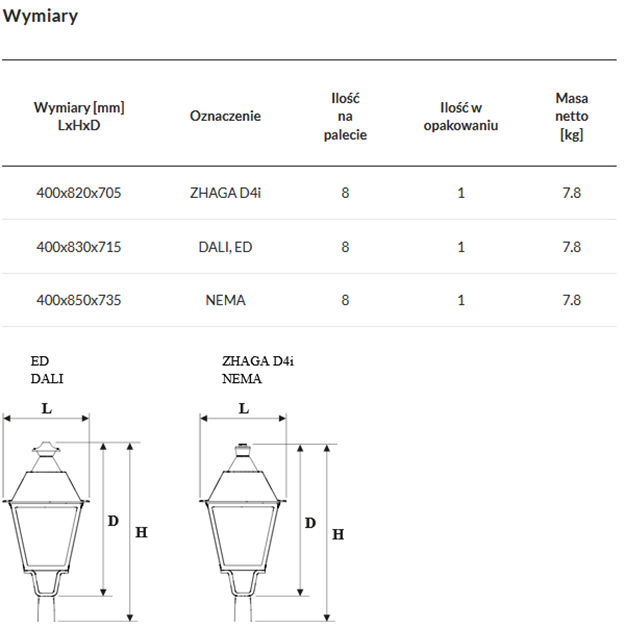 Wymiary
Wymiary [mm]
LxHxD
Oznaczenie
Ilość
na
palecie
Ilość w
opakowaniu
Masa
netto
[kg]
400x820x705 ZHAGA D4i 8 1 7.8
400x830x715 DALI, ED 8 1 7.8
400x850x735 NEMA 8 1 7.8
ED
DALI
L
D
H
ZHAGA D4i
NEMA
L
D
H